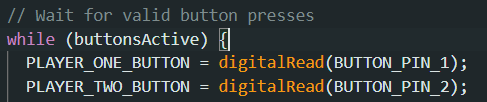 // Wait for valid button presses
while (buttonsActive) {
  PLAYER_ONE_BUTTON = digitalRead(BUTTON_PIN_1);
  PLAYER_TWO_BUTTON = digitalRead(BUTTON_PIN_2);